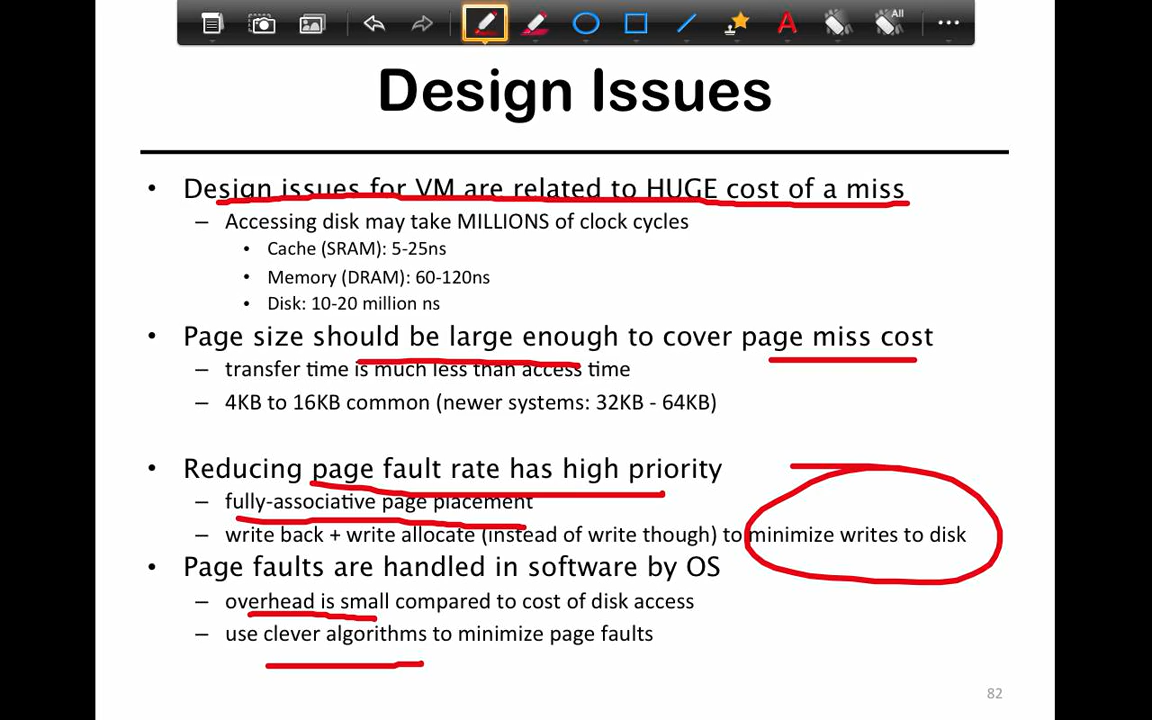 All
A
Design Issues
• Design issues for VM are related to HUGE cost of a miss
– Accessing disk may take MILLIONS of clock cycles
• Cache (SRAM): 5-25ns
• Memory (DRAM): 60-120ns
• Disk: 10-20 million ns
• Page size should be large enough to cover page miss cost
– transfer time is much less than access time
– 4KB to 16KB common (newer systems: 32KB - 64KB)
• Reducing page fault rate has high priority
– fully-associative page placement
– write back + write allocate (instead of write though) to minimize writes to disk
• Page faults are handled in software by OS
– overhead is small compared to cost of disk access
– use clever algorithms to minimize page faults
82